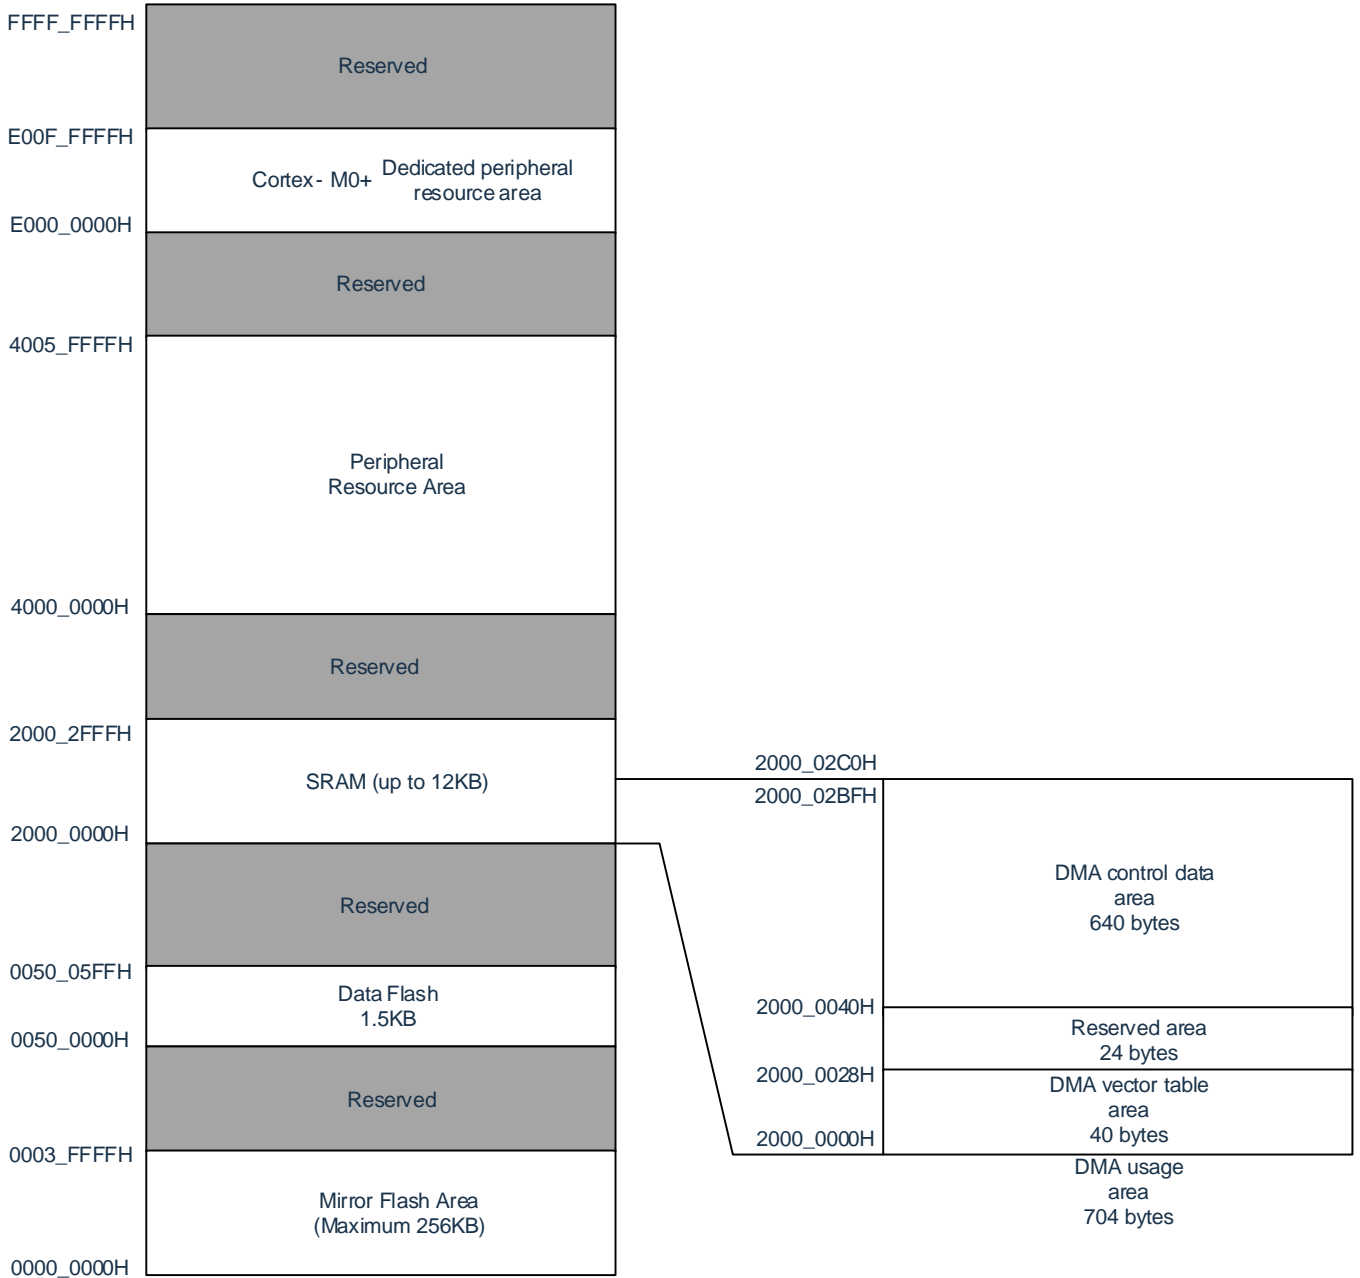 FFFF_FFFFH
Reserved
E00F_FFFFH
Cortex- M0+ Dedicated peripheral
resource area
E000_0000H
Reserved
4005_FFFFH
Peripheral
Resource Area
4000_0000H
Reserved
2000_2FFFH
SRAM (up to 12KB)
2000_0000H
Reserved
0050_05FFH
Data Flash
1.5KB
0050_0000H
Reserved
0003_FFFFH
Mirror Flash Area
(Maximum 256KB)
0000_0000H
2000_02C0H
2000_02BFH
DMA control data
area
640 bytes
2000_0040H
Reserved area
24 bytes
2000_0028H
DMA vector table
area
40 bytes
2000_0000H
DMA usage
area
704 bytes